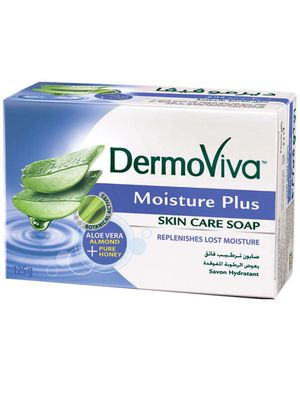 DermoViva™
Moisture Plus
SKIN CARE SOAP
REPLENISHES LOST MOISTURE
صابون ترطيب فائق
يعوض الرطوبة المفقودة
Savon Hydratant
ALOE VERA
ALMOND
+ PURE
HONEY
125g